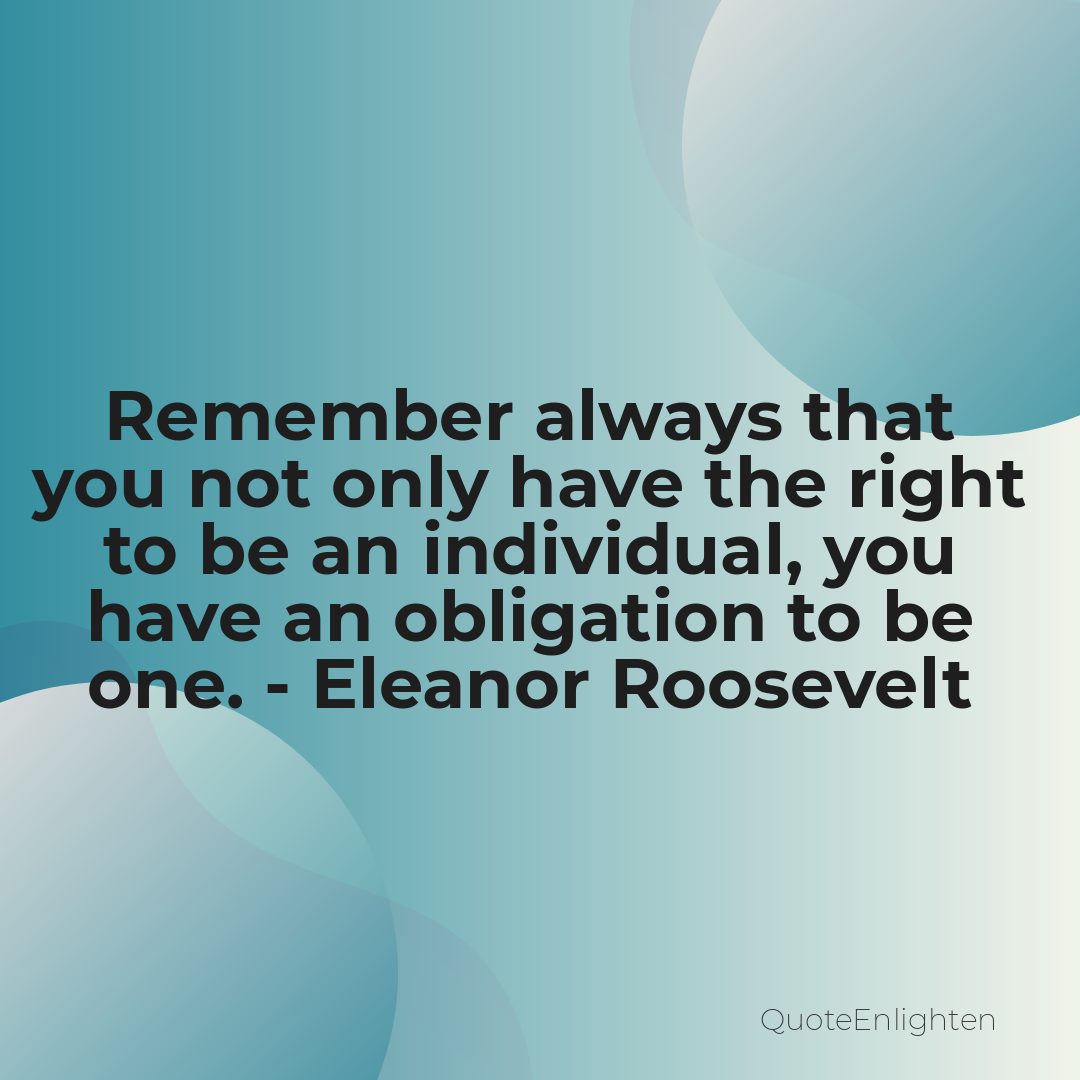 Remember always that
you not only have the right
to be an individual, you
have an obligation to be
one. - Eleanor Roosevelt
QuoteEnlighten